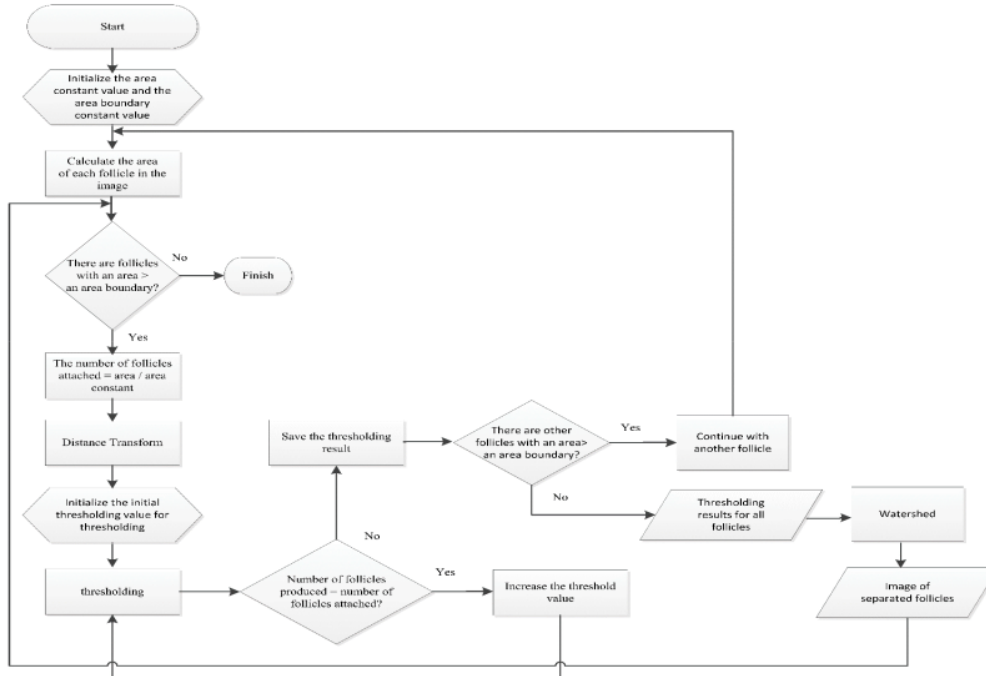 Start
Initialize the area
constant value and the
area boundary
constant value
Calculate the area
of each follicle in the
image
There are follicles
with an area >
an area boundary?
No
Finish
Yes
The number of follicles
attached = area / area
constant
Distance Transform
Initialize the initial
thresholding value for
thresholding
thresholding
Number of follicles
produced = number of
follicles attached?
No
Yes
Save the thresholding
result
Increase the threshold
value
There are other
follicles with an area>
an area boundary?
Yes
No
Continue with
another follicle
Thresholding
results for all
follicles
Watershed
Image of
separated follicles